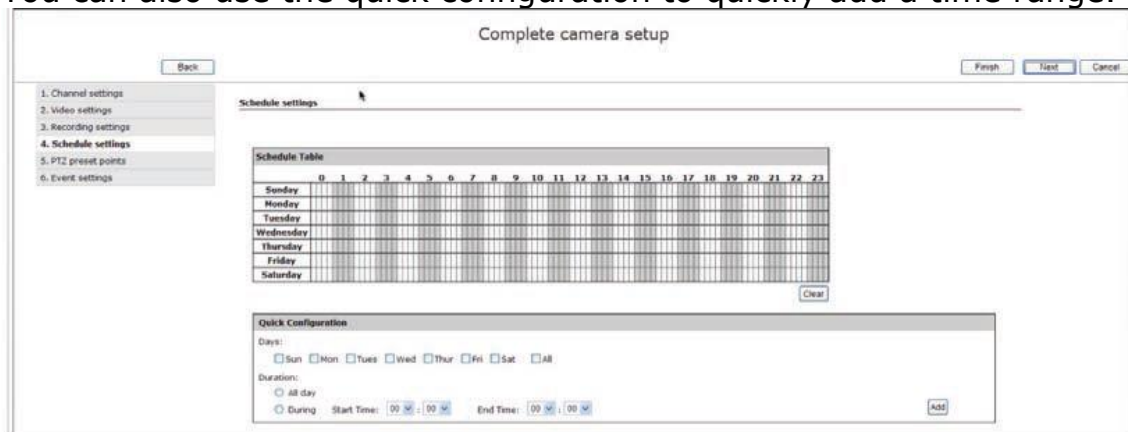 You can also use the quick configuration to quickly add a time range.
Complete camera setup
Back
Finish Next Cancel
1. Channel settings
2. Video settings
3. Recording settings
4. Schedule settings
5. PTZ preset points
6. Event settings
Schedule settings
Schedule Table
0 1 2 3 4 5 6 7 8 9 10 11 12 13 14 15 16 17 18 19 20 21 22 23
Sunday
Monday
Tuesday
Wednesday
Thursday
Friday
Saturday
Clear
Quick Configuration
Days:
Sun Mon Tues Wed Thur Fri Sat All
Duration:
All day
During Start Time: 00 : 00 End Time: 00 : 00
Add